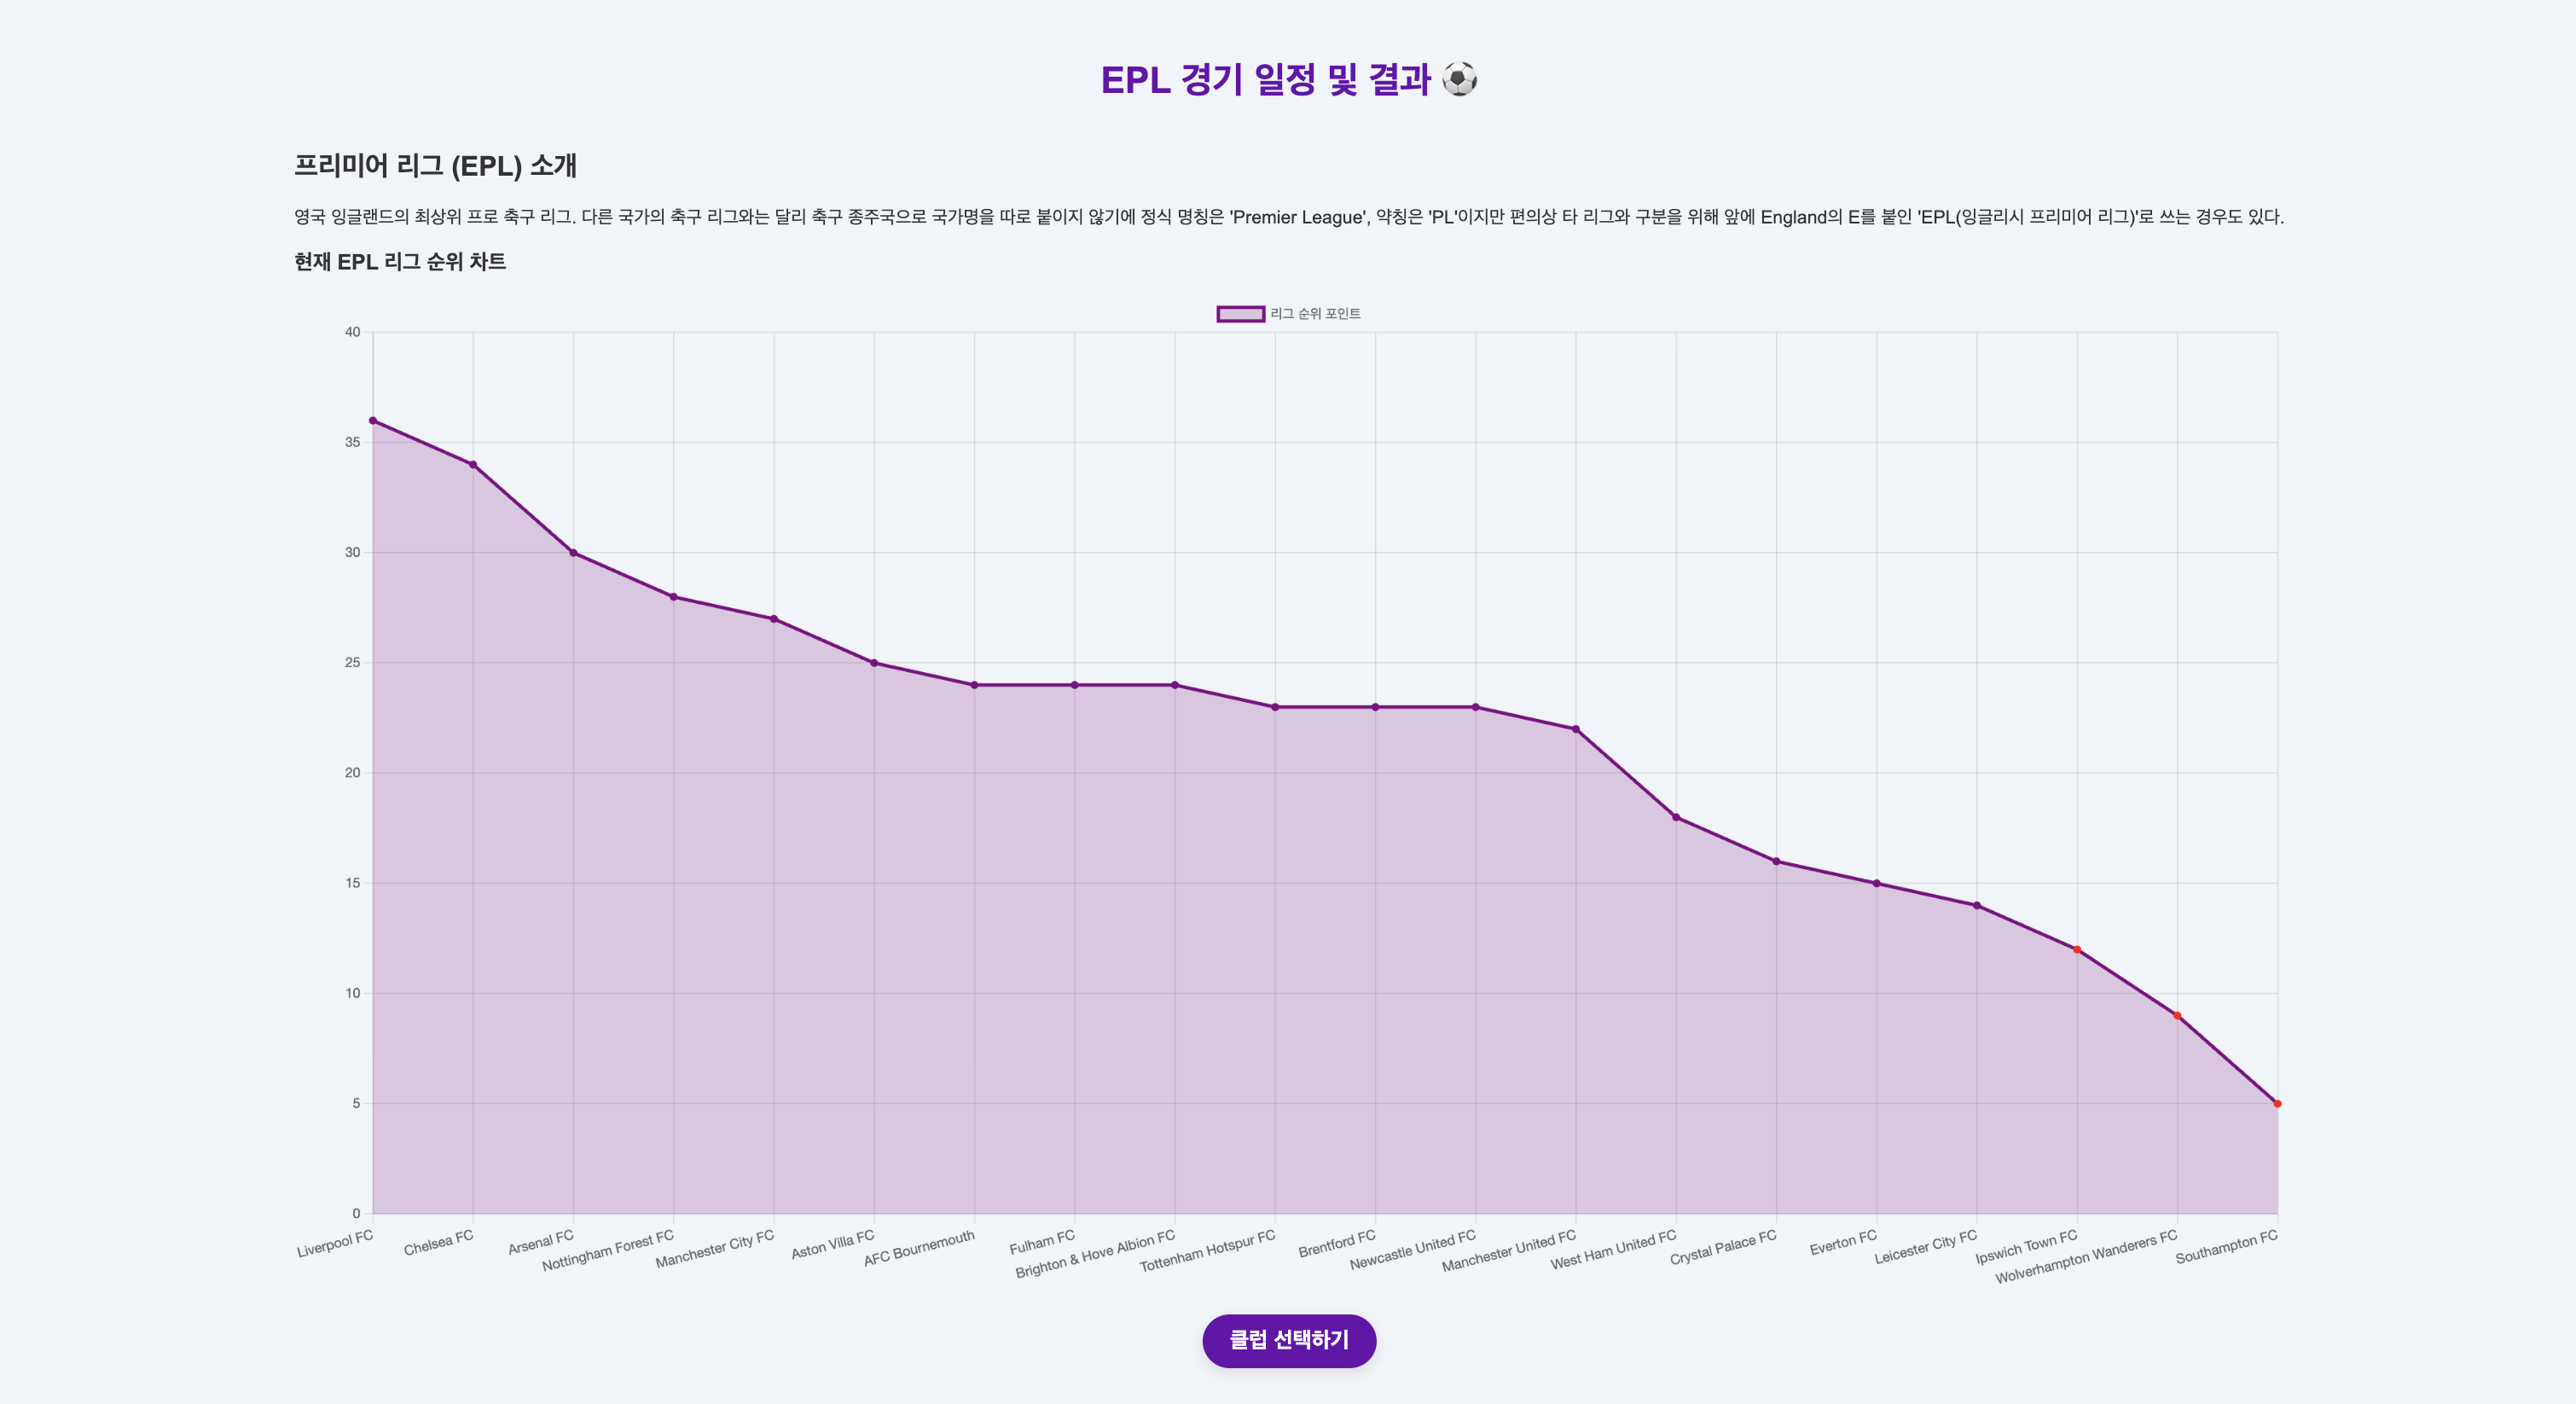 EPL 경기 일정 및 결과 ⚽
프리미어 리그 (EPL) 소개
영국 잉글랜드의 최상위 프로 축구 리그. 다른 국가의 축구 리그와는 달리 축구 종주국으로 국가명을 따로 붙이지 않기에 정식 명칭은 'Premier League', 약칭은 'PL'이지만 편의상 타 리그와 구분을 위해 앞에 England의 E를 붙인 'EPL(잉글리시 프리미어 리그)'로 쓰는 경우도 있다.
현재 EPL 리그 순위 차트
리그 순위 포인트
40
35
30
25
20
15
10
5
0
Liverpool FC
Chelsea FC
Arsenal FC
Nottingham Forest FC
Manchester City FC
Aston Villa FC
AFC Bournemouth
Fulham FC
Brighton & Hove Albion FC
Tottenham Hotspur FC
Brentford FC
Newcastle United FC
Manchester United FC
West Ham United FC
Crystal Palace FC
Everton FC
Leicester City FC
Ipswich Town FC
Wolverhampton Wanderers FC
Southampton FC
클럽 선택하기